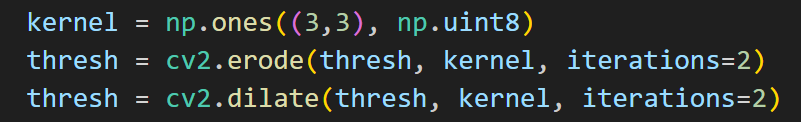 kernel = np.ones((3,3), np.uint8)
thresh = cv2.erode(thresh, kernel, iterations=2)
thresh = cv2.dilate(thresh, kernel, iterations=2)